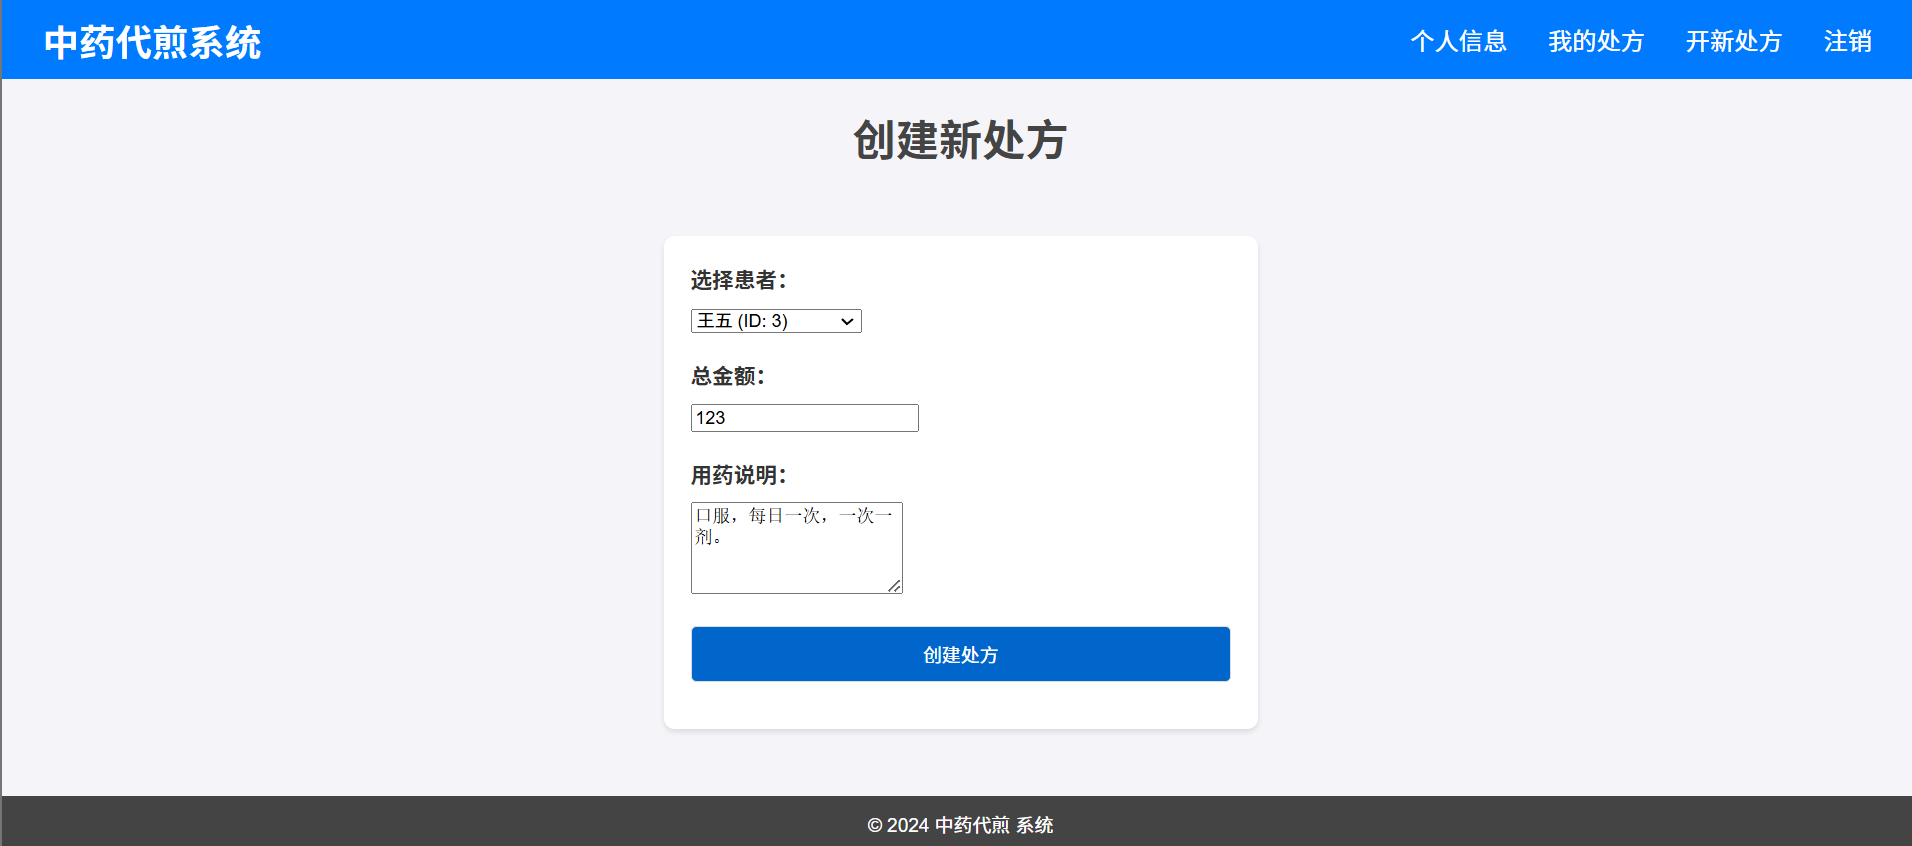 中药代煎系统
个人信息 我的处方 开新处方 注销
创建新处方
选择患者：
王五 (ID: 3)
总金额：
123
用药说明：
口服，每日一次，一次一
剂。
创建处方
© 2024 中药代煎 系统